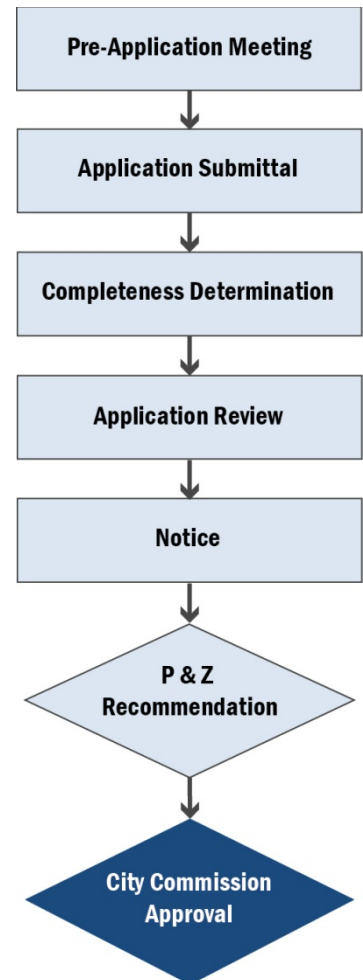 Pre-Application Meeting
Application Submittal
Completeness Determination
Application Review
Notice
P & Z
Recommendation
City Commission
Approval